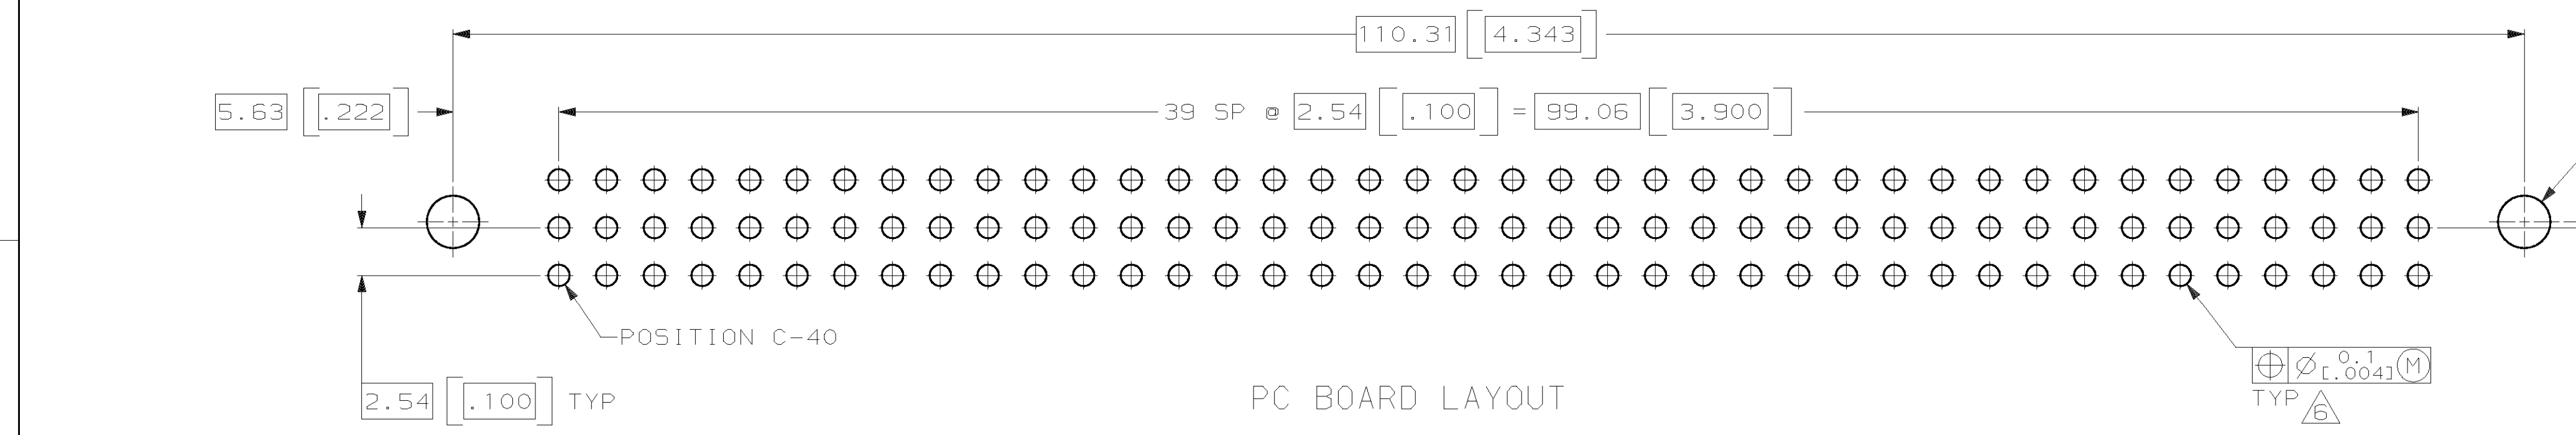 110.31 [4.343]
5.63 [.222]
39 SP @ 2.54 [.100] = 99.06 [3.900]
POSITION C-40
2.54 [.100] TYP
PC BOARD LAYOUT
⌖ ⌀ 0.1 [.004] Ⓜ
TYP 6